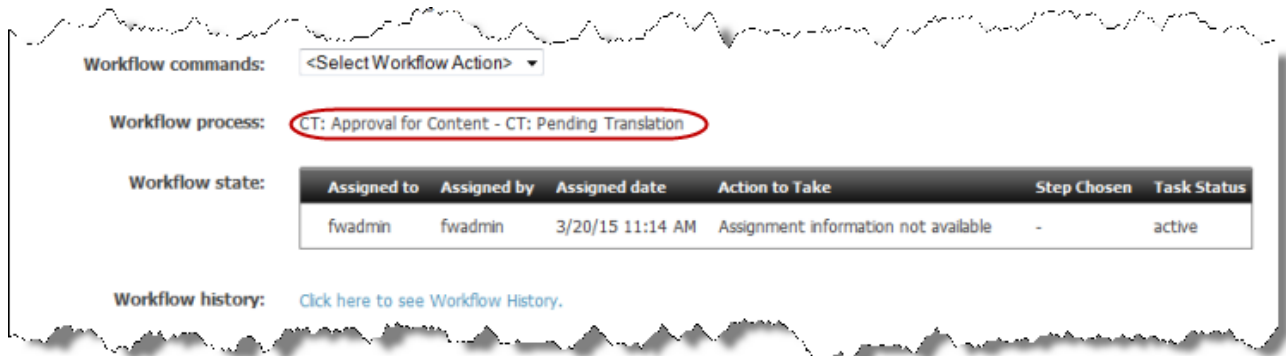 Workflow commands: <Select Workflow Action>
Workflow process: CT: Approval for Content - CT: Pending Translation
Workflow state:
Assigned to Assigned by Assigned date Action to Take Step Chosen Task Status
fwadmin fwadmin 3/20/15 11:14 AM Assignment information not available - active
Workflow history: Click here to see Workflow History.